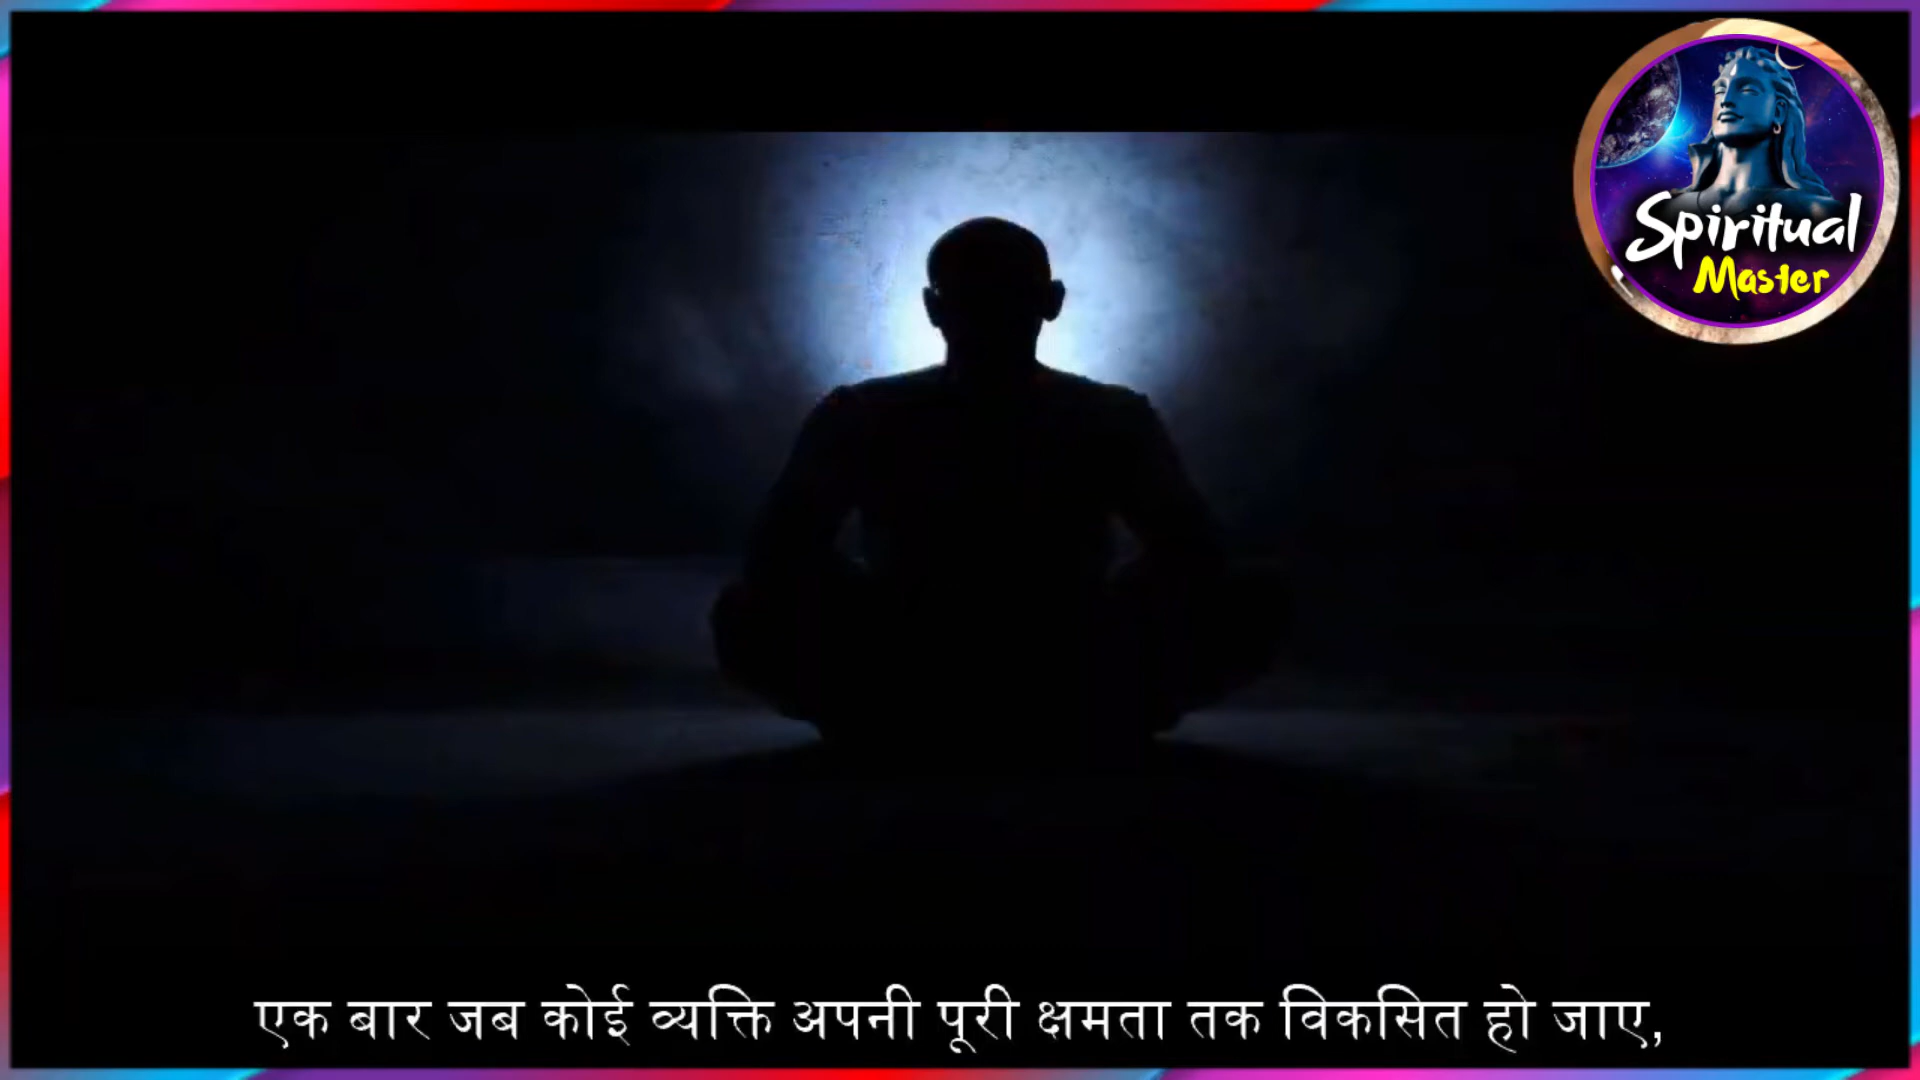 Spiritual
Master
एक बार जब कोई व्यक्ति अपनी पूरी क्षमता तक विकसित हो जाए,